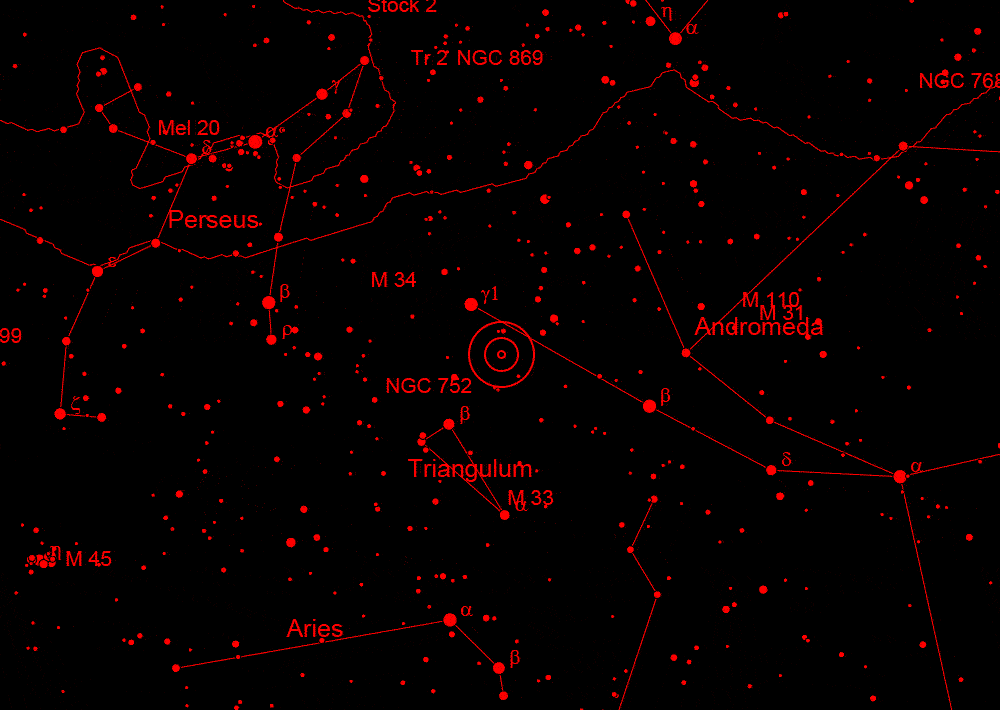 Stock 2
η
α
Tr 2 NGC 869
γ
NGC 768
Mel 20
α
δ
Perseus
ε
M 34
β
γ1
M 110
M 31
Andromeda
ρ
99
NGC 752
β
ζ
β
Triangulum
δ
α
M 33
α
η
M 45
α
Aries
β